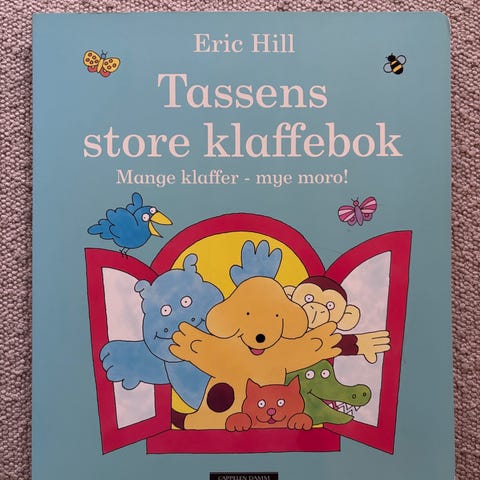 Eric Hill
Tassens
store klaffebok
Mange klaffer - mye moro!
CAPPELEN DAMM